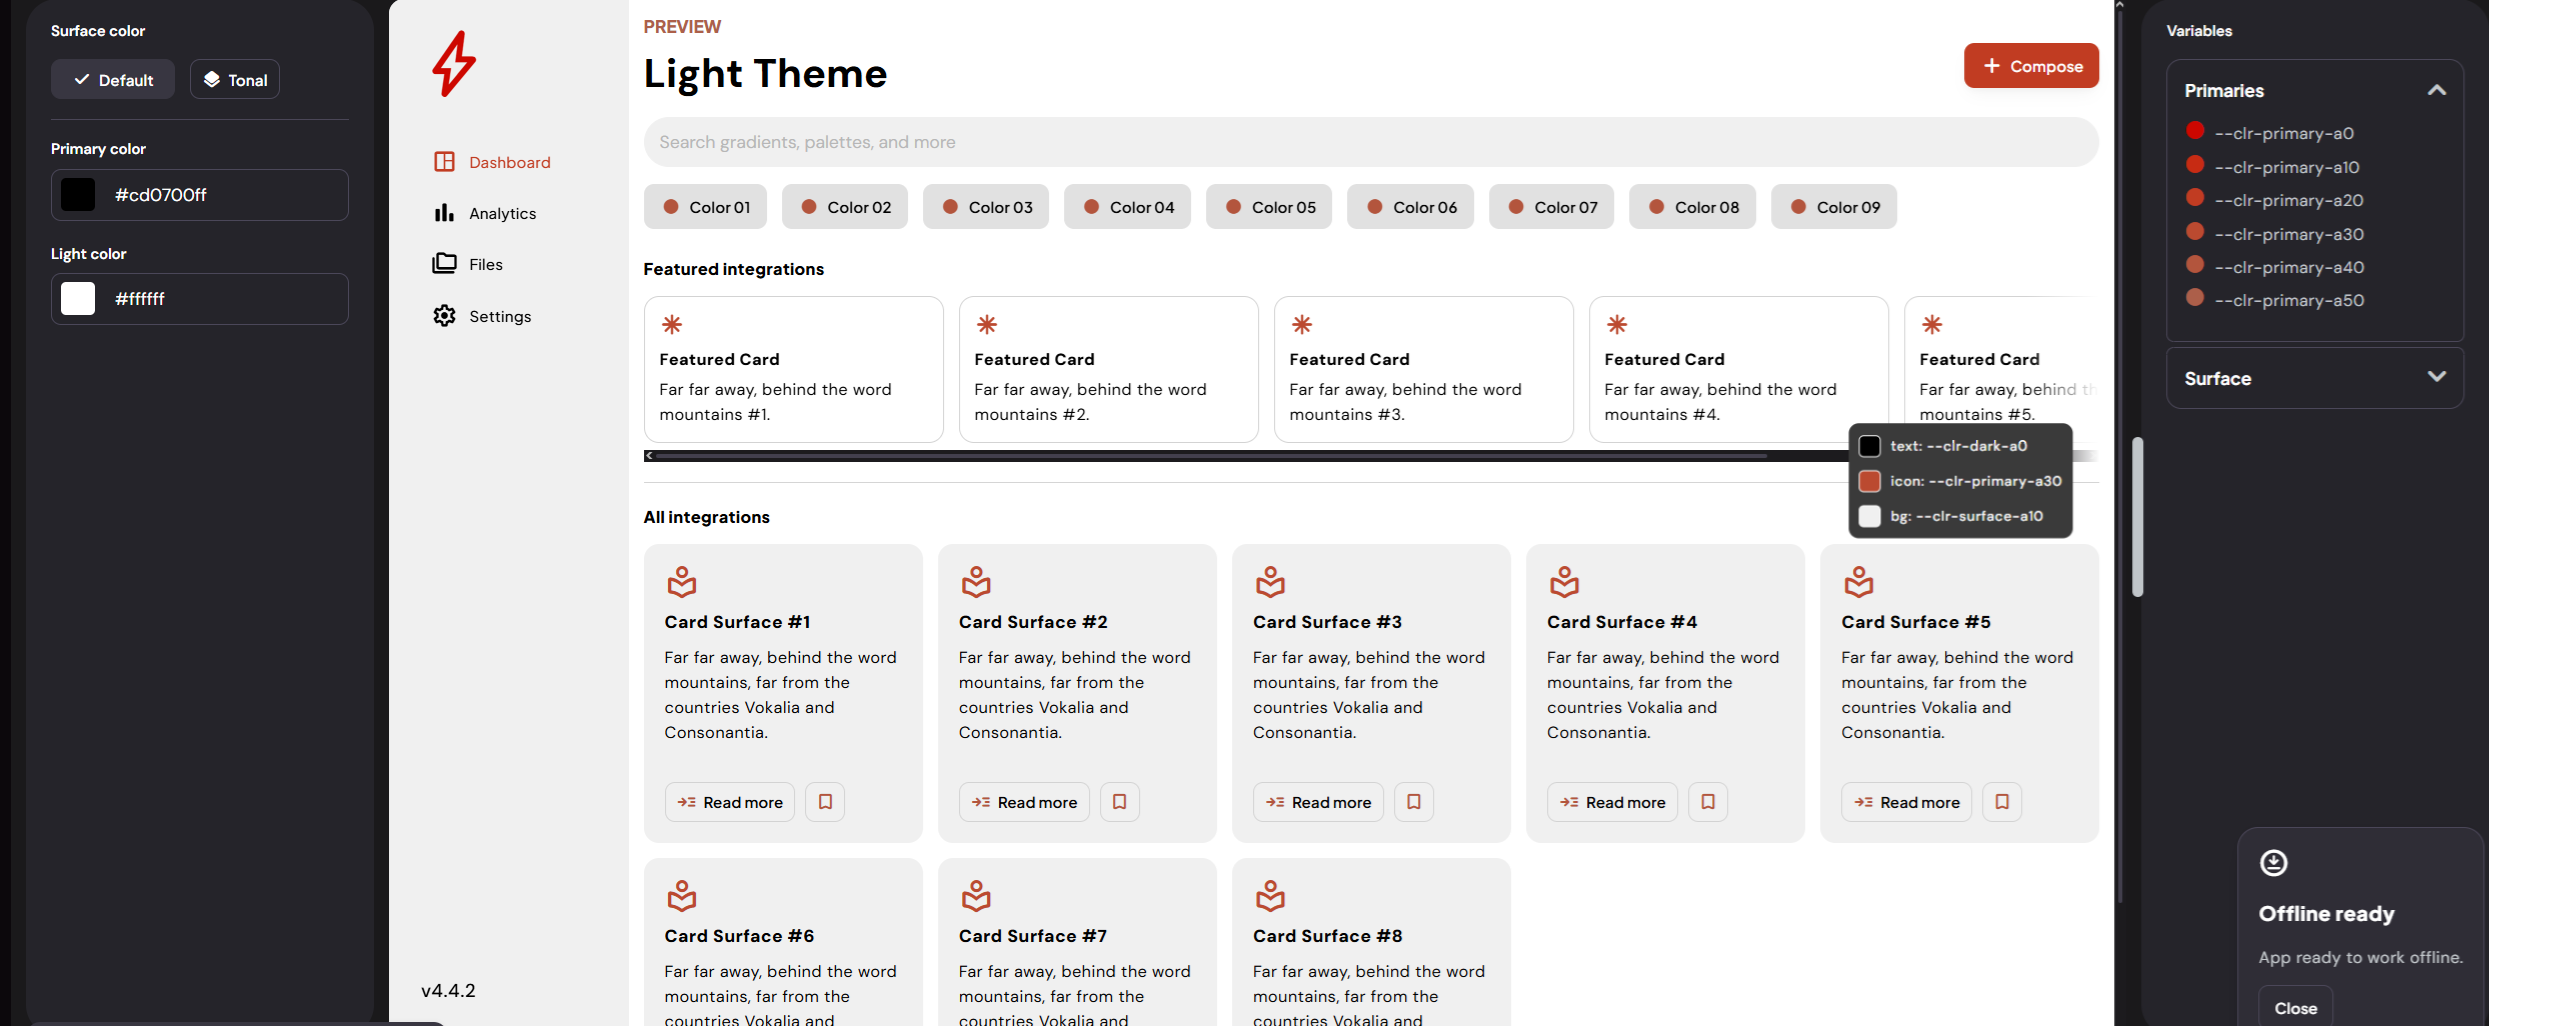 Surface color
Default
Tonal
Primary color
#cd0700ff
Light color
#ffffff
Dashboard
Analytics
Files
Settings
v4.4.2
PREVIEW
Light Theme
Compose
Search gradients, palettes, and more
Color 01
Color 02
Color 03
Color 04
Color 05
Color 06
Color 07
Color 08
Color 09
Featured integrations
Featured Card
Far far away, behind the word
mountains #1.
Featured Card
Far far away, behind the word
mountains #2.
Featured Card
Far far away, behind the word
mountains #3.
Featured Card
Far far away, behind the word
mountains #4.
Featured Card
Far far away, behind th
mountains #5.
text: --clr-dark-a0
icon: --clr-primary-a30
bg: --clr-surface-a10
All integrations
Card Surface #1
Far far away, behind the word
mountains, far from the
countries Vokalia and
Consonantia.
Read more
Card Surface #2
Far far away, behind the word
mountains, far from the
countries Vokalia and
Consonantia.
Read more
Card Surface #3
Far far away, behind the word
mountains, far from the
countries Vokalia and
Consonantia.
Read more
Card Surface #4
Far far away, behind the word
mountains, far from the
countries Vokalia and
Consonantia.
Read more
Card Surface #5
Far far away, behind the word
mountains, far from the
countries Vokalia and
Consonantia.
Read more
Card Surface #6
Far far away, behind the word
mountains, far from the
countries Vokalia and
Card Surface #7
Far far away, behind the word
mountains, far from the
countries Vokalia and
Card Surface #8
Far far away, behind the word
mountains, far from the
countries Vokalia and
Variables
Primaries
--clr-primary-a0
--clr-primary-a10
--clr-primary-a20
--clr-primary-a30
--clr-primary-a40
--clr-primary-a50
Surface
Offline ready
App ready to work offline.
Close